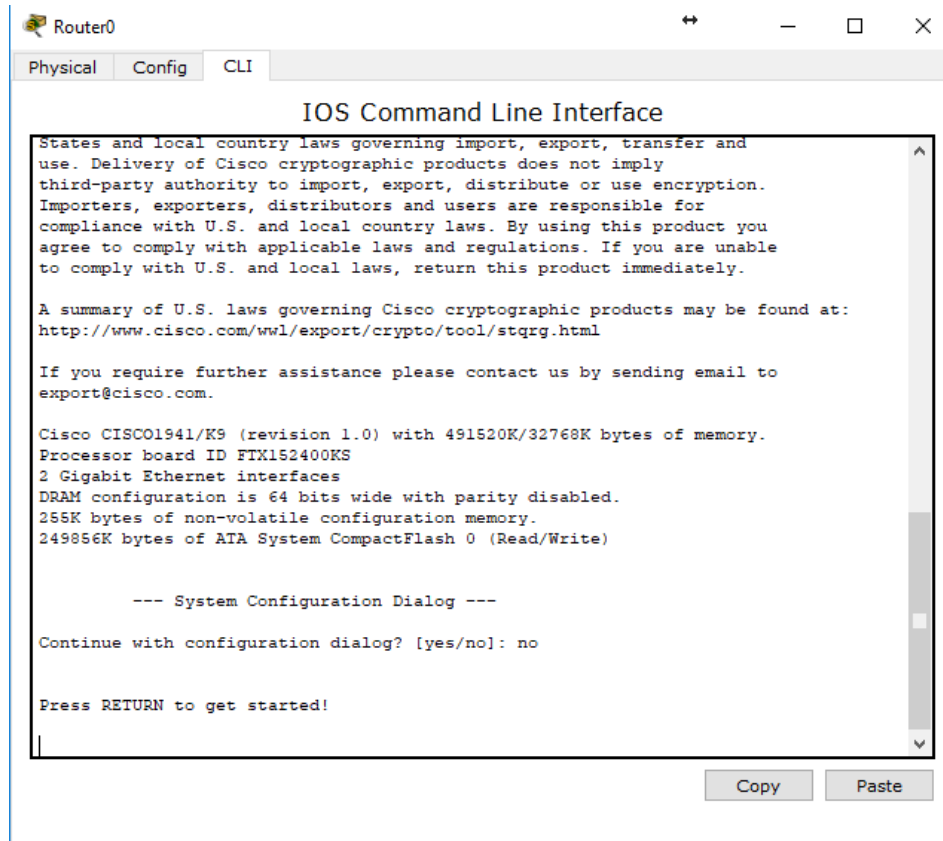 Router0
Physical Config CLI
IOS Command Line Interface
States and local country laws governing import, export, transfer and
use. Delivery of Cisco cryptographic products does not imply
third-party authority to import, export, distribute or use encryption.
Importers, exporters, distributors and users are responsible for
compliance with U.S. and local country laws. By using this product you
agree to comply with applicable laws and regulations. If you are unable
to comply with U.S. and local laws, return this product immediately.
A summary of U.S. laws governing Cisco cryptographic products may be found at:
http://www.cisco.com/wwl/export/crypto/tool/stqrg.html
If you require further assistance please contact us by sending email to
export@cisco.com.
Cisco CISCO1941/K9 (revision 1.0) with 491520K/32768K bytes of memory.
Processor board ID FTX152400KS
2 Gigabit Ethernet interfaces
DRAM configuration is 64 bits wide with parity disabled.
255K bytes of non-volatile configuration memory.
249856K bytes of ATA System CompactFlash 0 (Read/Write)
--- System Configuration Dialog ---
Continue with configuration dialog? [yes/no]: no
Press RETURN to get started!
Copy Paste